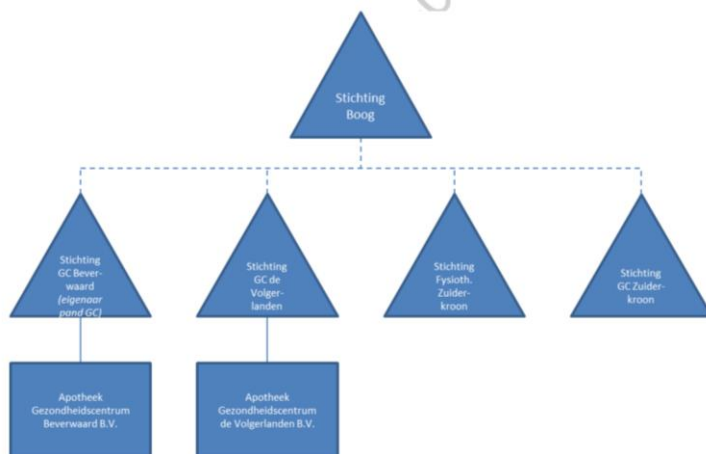 Stichting
Boog
Stichting
GC Bever-
waard
(eigenaar
pand GC)
Stichting
GC de
Volger-
landen
Stichting
Fysioth.
Zuider-
kroon
Stichting
GC Zuider-
kroon
Apotheek
Gezondheidscentrum
Beverwaard B.V.
Apotheek
Gezondheidscentrum
de Volgerlanden B.V.